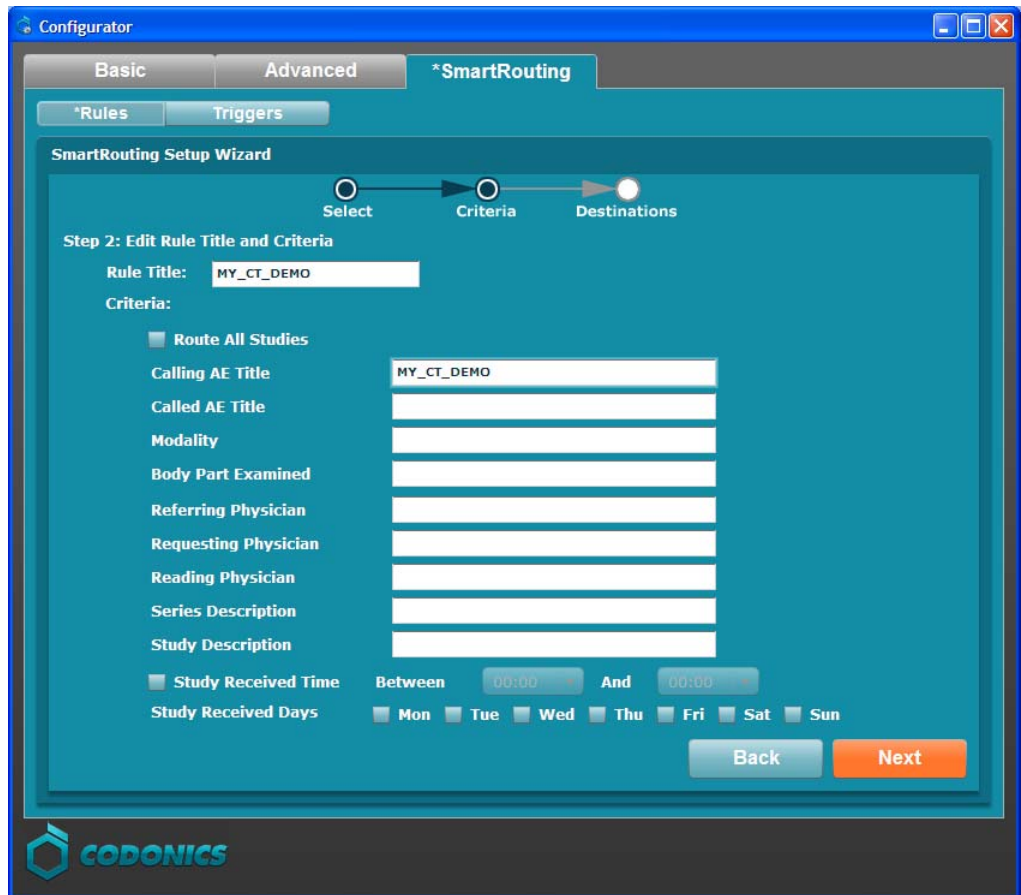 Configurator
Basic Advanced *SmartRouting
*Rules Triggers
SmartRouting Setup Wizard
Select Criteria Destinations
Step 2: Edit Rule Title and Criteria
Rule Title: MY_CT_DEMO
Criteria:
Route All Studies
Calling AE Title MY_CT_DEMO
Called AE Title
Modality
Body Part Examined
Referring Physician
Requesting Physician
Reading Physician
Series Description
Study Description
Study Received Time Between 00:00 And 00:00
Study Received Days Mon Tue Wed Thu Fri Sat Sun
Back Next
CODONICS